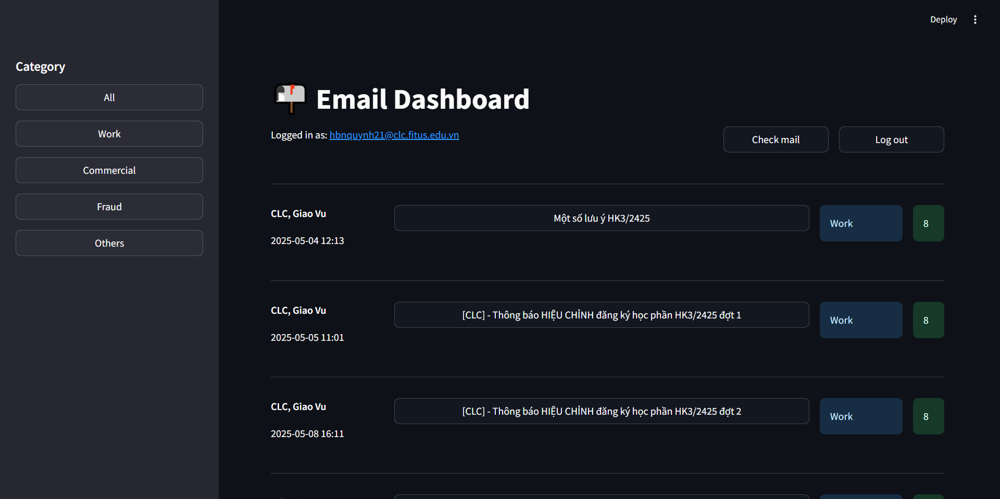 Deploy
Category
All
Work
Commercial
Fraud
Others
Email Dashboard
Logged in as: hbnquynh21@clc.fitus.edu.vn
Check mail
Log out
CLC, Giao Vu
2025-05-04 12:13
Một số lưu ý HK3/2425
Work
8
CLC, Giao Vu
2025-05-05 11:01
[CLC] - Thông báo HIỆU CHỈNH đăng ký học phần HK3/2425 đợt 1
Work
8
CLC, Giao Vu
2025-05-08 16:11
[CLC] - Thông báo HIỆU CHỈNH đăng ký học phần HK3/2425 đợt 2
Work
8